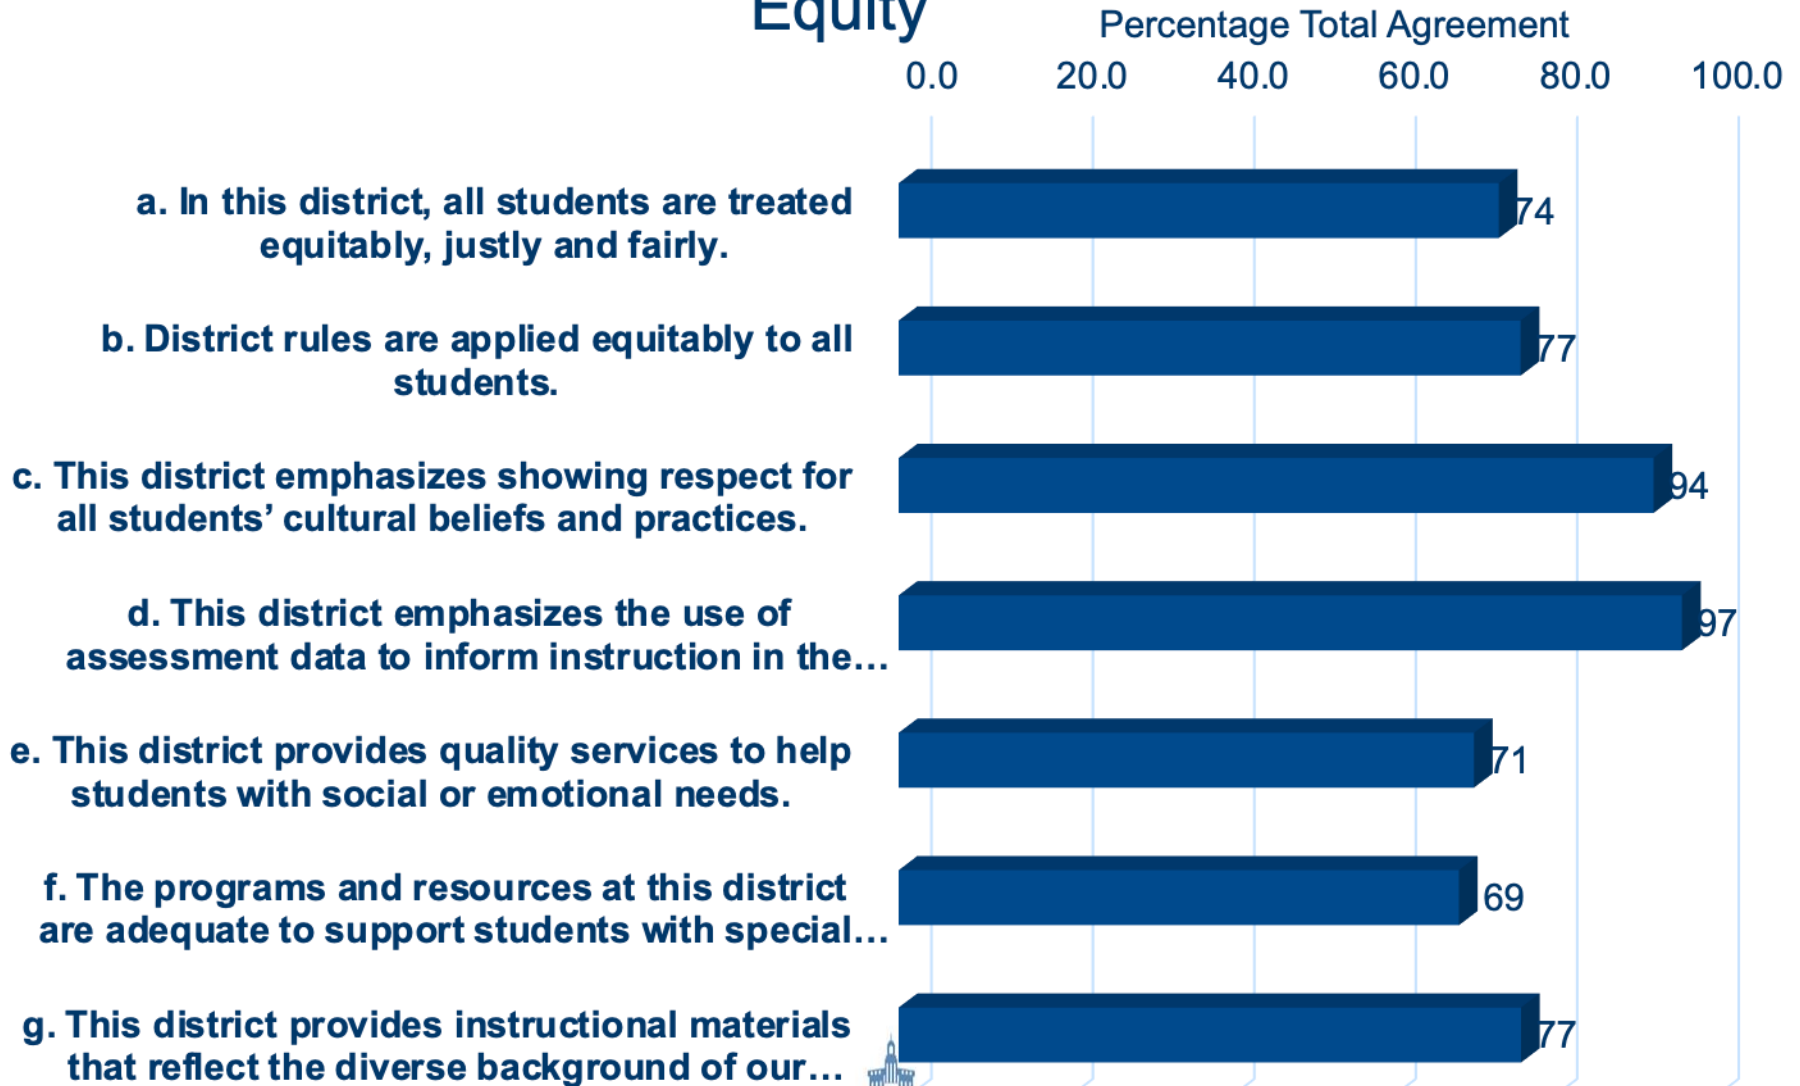 Equity
Percentage Total Agreement
0.0 20.0 40.0 60.0 80.0 100.0
a. In this district, all students are treated
equitably, justly and fairly.
74
b. District rules are applied equitably to all
students.
77
c. This district emphasizes showing respect for
all students’ cultural beliefs and practices.
94
d. This district emphasizes the use of
assessment data to inform instruction in the…
97
e. This district provides quality services to help
students with social or emotional needs.
71
f. The programs and resources at this district
are adequate to support students with special…
69
g. This district provides instructional materials
that reflect the diverse background of our…
77